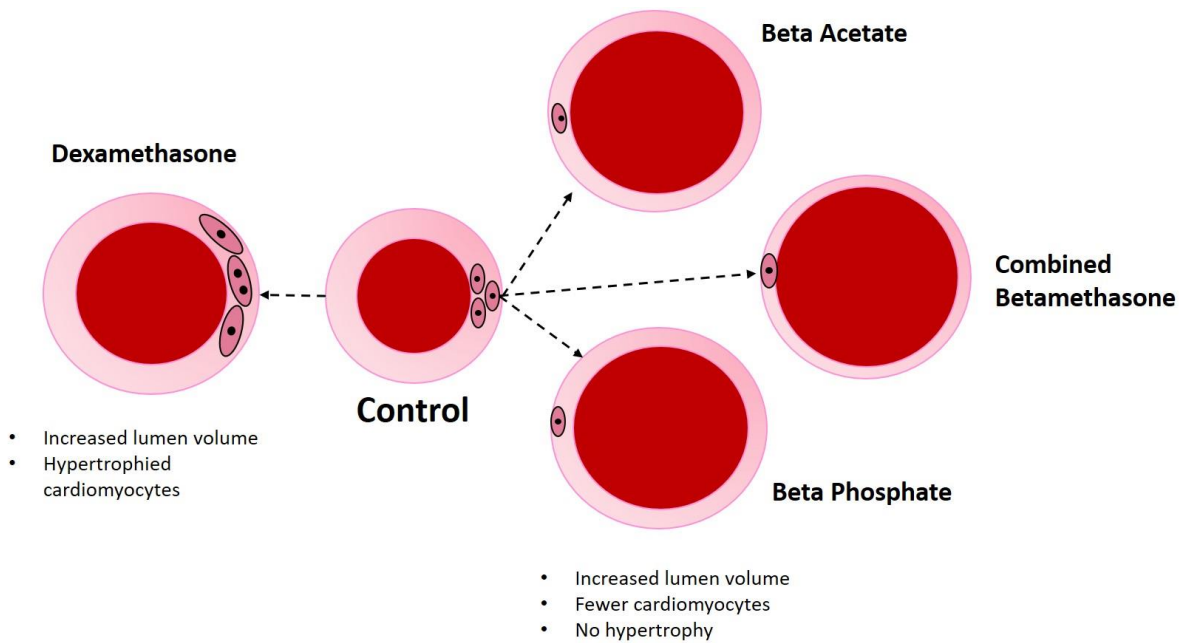 Beta Acetate
Dexamethasone
Combined
Betamethasone
Control
• Increased lumen volume
• Hypertrophied
cardiomyocytes
Beta Phosphate
• Increased lumen volume
• Fewer cardiomyocytes
• No hypertrophy